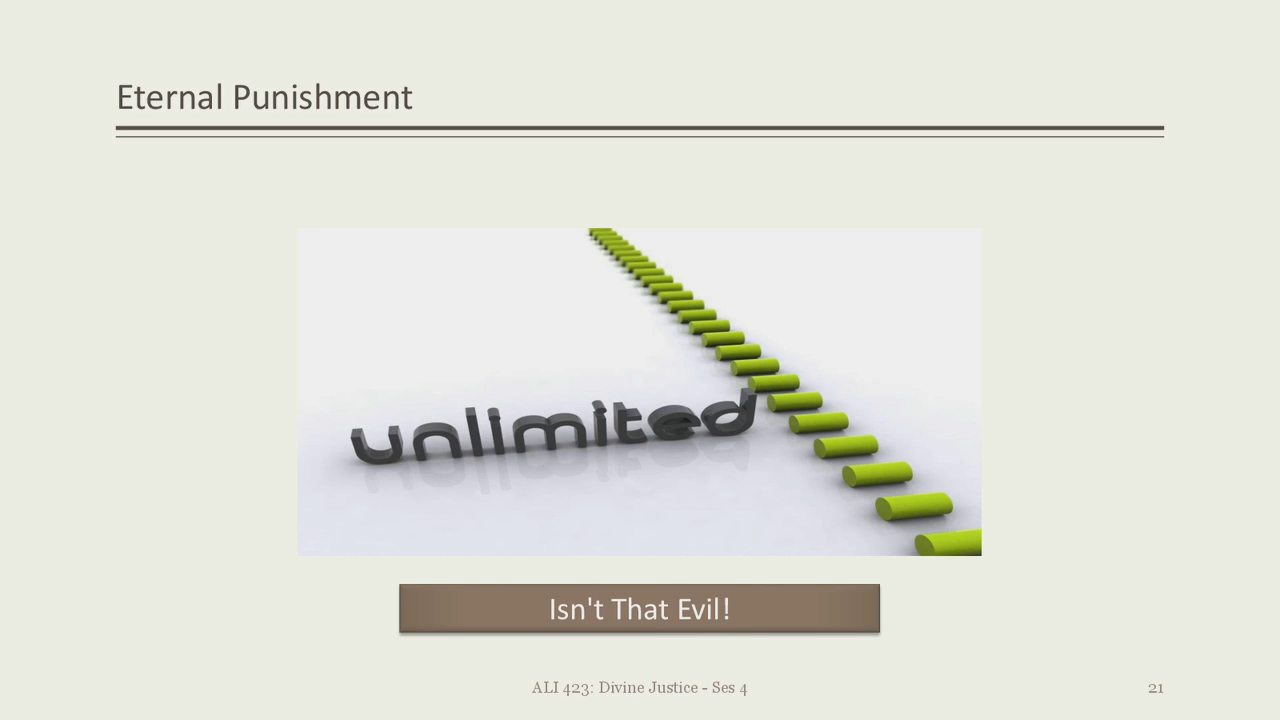 Eternal Punishment
unlimited
Isn't That Evil!
ALI 423: Divine Justice - Ses 4
21